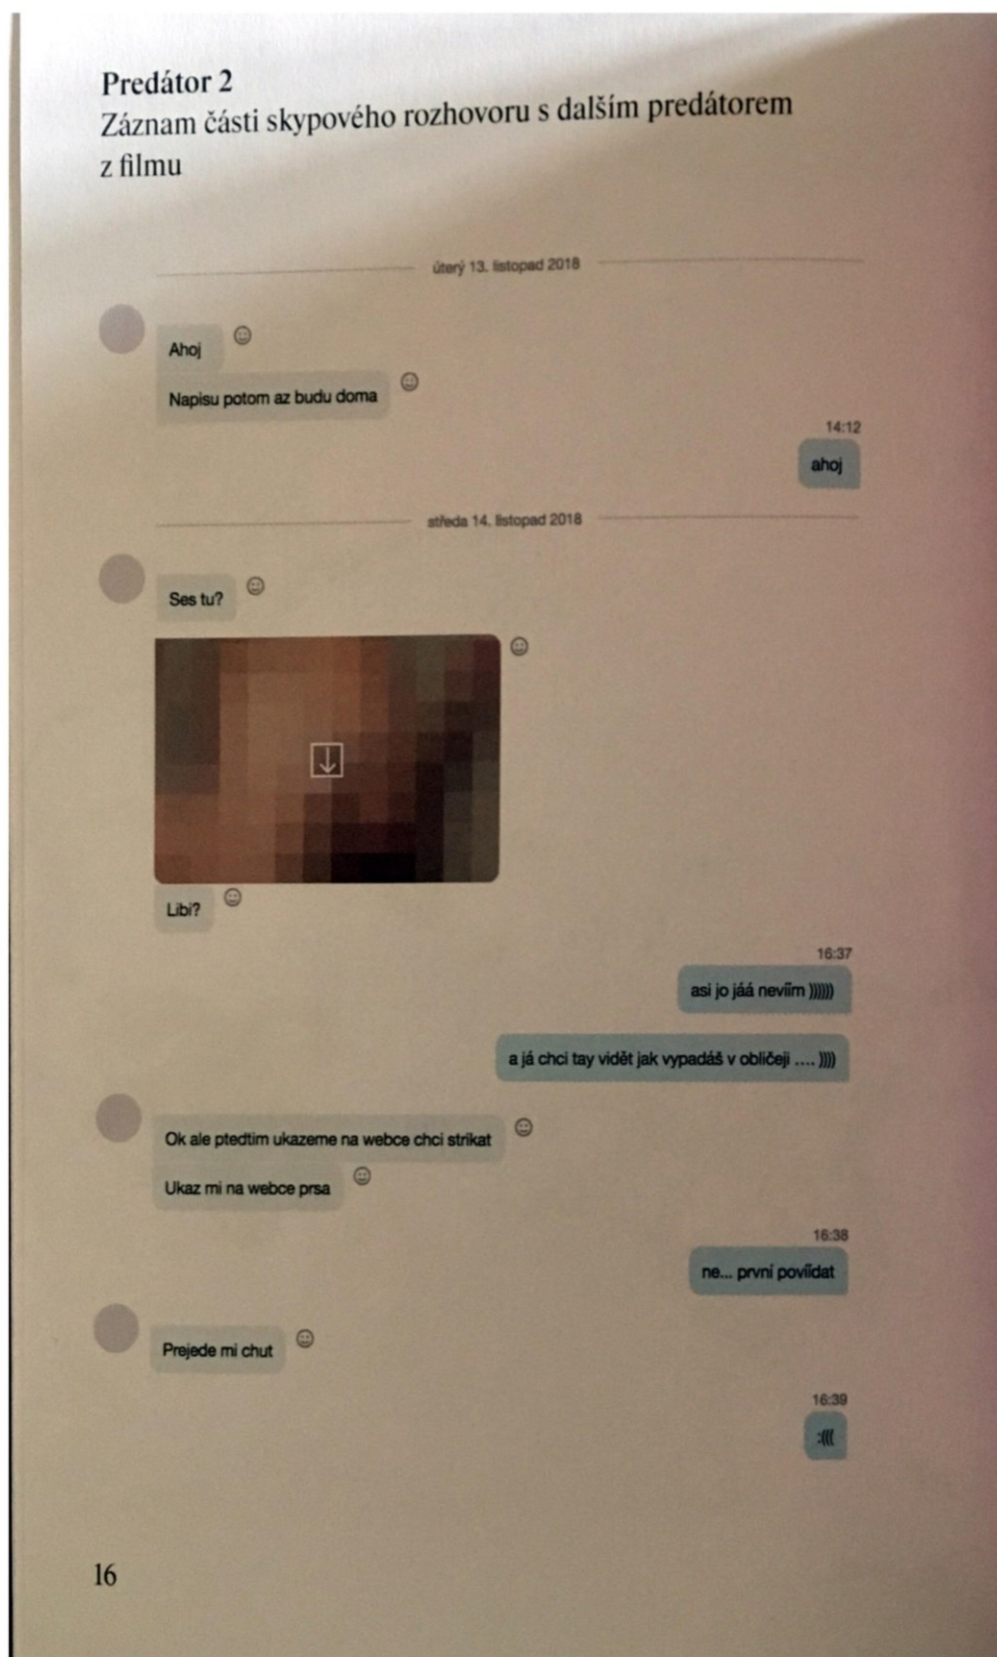 Predátor 2
Záznam části skypového rozhovoru s dalším predátorem
z filmu
úterý 13. listopad 2018
Ahoj
Napisu potom az budu doma
14:12
ahoj
středa 14. listopad 2018
Ses tu?
Libi?
16:37
asi jo jáá nevíím ))))))
a já chci tay vidět jak vypadáš v obličeji .... ))))
Ok ale ptedtim ukazeme na webce chci strikat
Ukaz mi na webce prsa
16:38
ne... první povíídat
Prejede mi chut
16:39
:(((
16